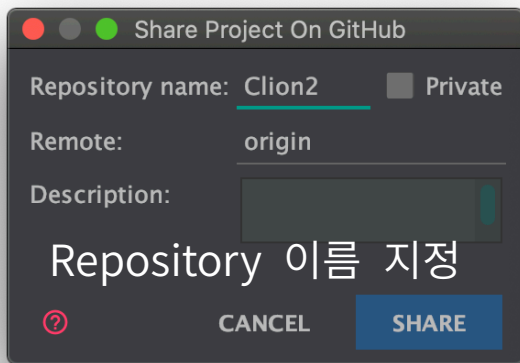 Share Project On GitHub
Repository name: Clion2 Private
Remote: origin
Description:
Repository 이름 지정
? CANCEL SHARE